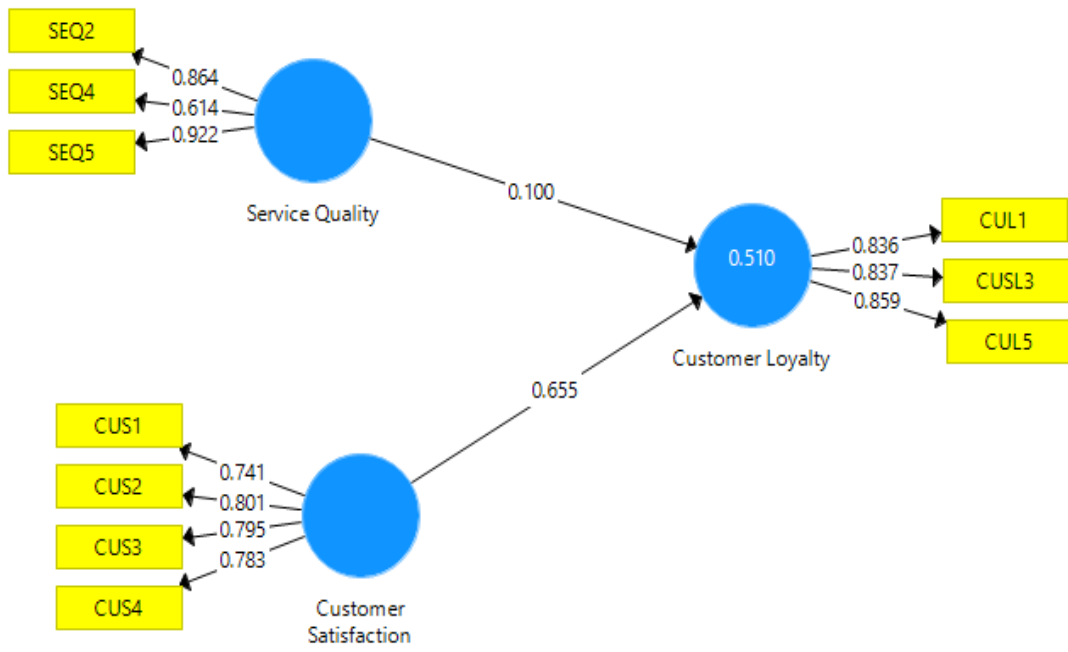 SEQ2
0.864
SEQ4
0.614
SEQ5
0.922
Service Quality
0.100
0.510
Customer Loyalty
0.836
CUL1
0.837
CUSL3
0.859
CUL5
0.655
CUS1
0.741
CUS2
0.801
CUS3
0.795
CUS4
0.783
Customer
Satisfaction